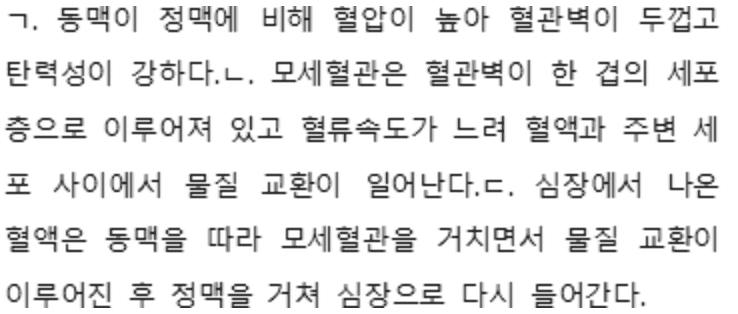 ㄱ. 동맥이 정맥에 비해 혈압이 높아 혈관벽이 두껍고
탄력성이 강하다.ㄴ. 모세혈관은 혈관벽이 한 겹의 세포
층으로 이루어져 있고 혈류속도가 느려 혈액과 주변 세
포 사이에서 물질 교환이 일어난다.ㄷ. 심장에서 나온
혈액은 동맥을 따라 모세혈관을 거치면서 물질 교환이
이루어진 후 정맥을 거쳐 심장으로 다시 들어간다.